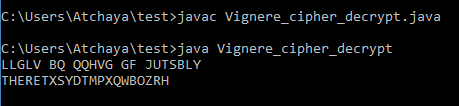 C:\Users\Atchaya\test>javac Vignere_cipher_decrypt.java
C:\Users\Atchaya\test>java Vignere_cipher_decrypt
LLGLV BQ QQHVG GF JUTSBLY
THERETXSYDTMPXQWBOZRH